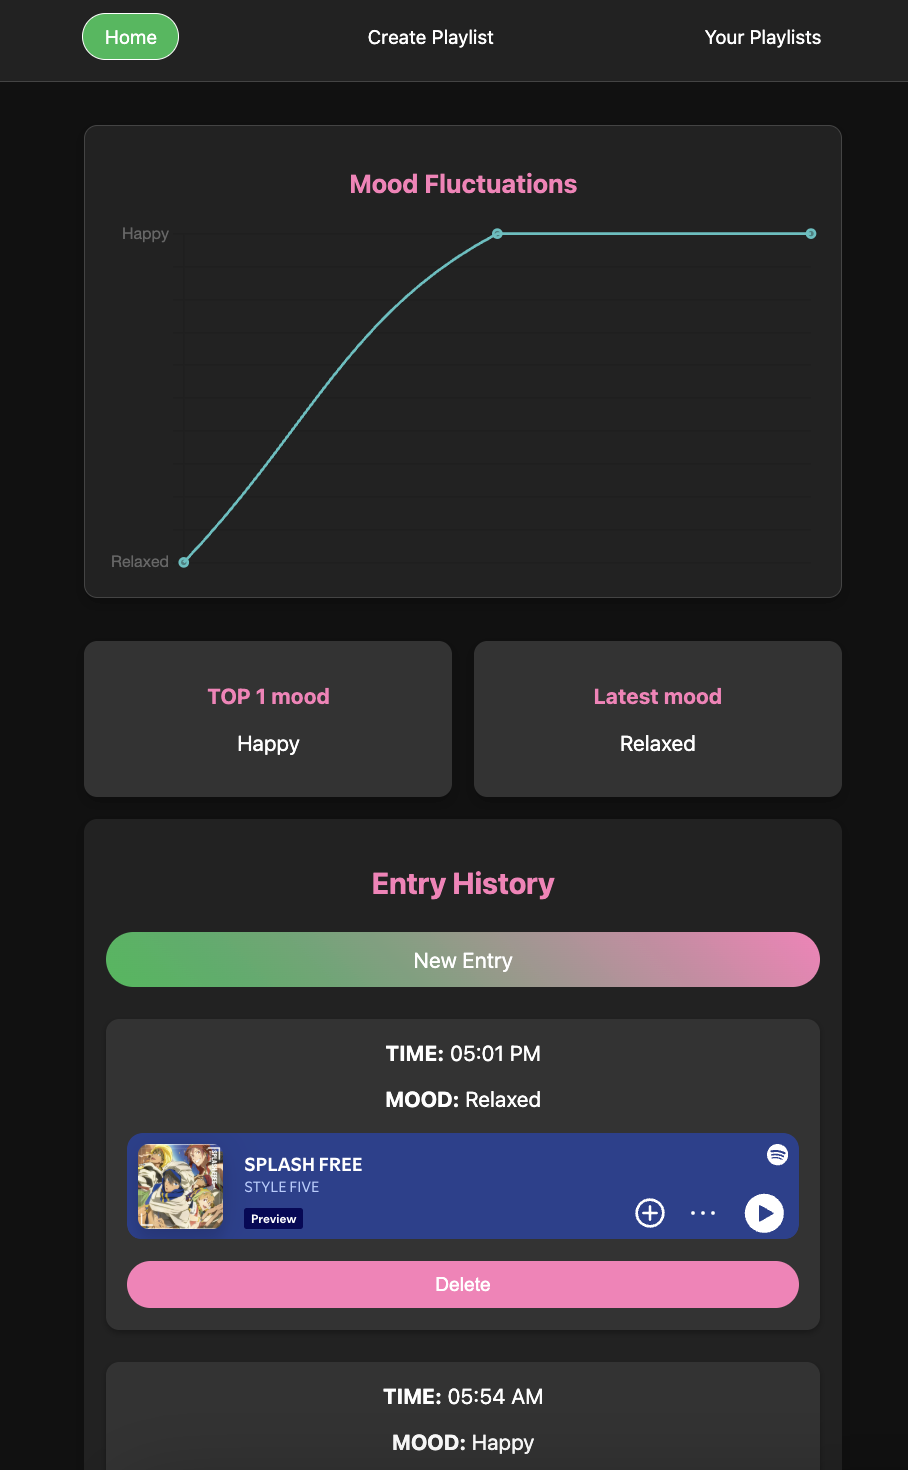 Home
Create Playlist
Your Playlists
Mood Fluctuations
Happy
Relaxed
TOP 1 mood
Happy
Latest mood
Relaxed
Entry History
New Entry
TIME: 05:01 PM
MOOD: Relaxed
SPLASH FREE
STYLE FIVE
Preview
Delete
TIME: 05:54 AM
MOOD: Happy